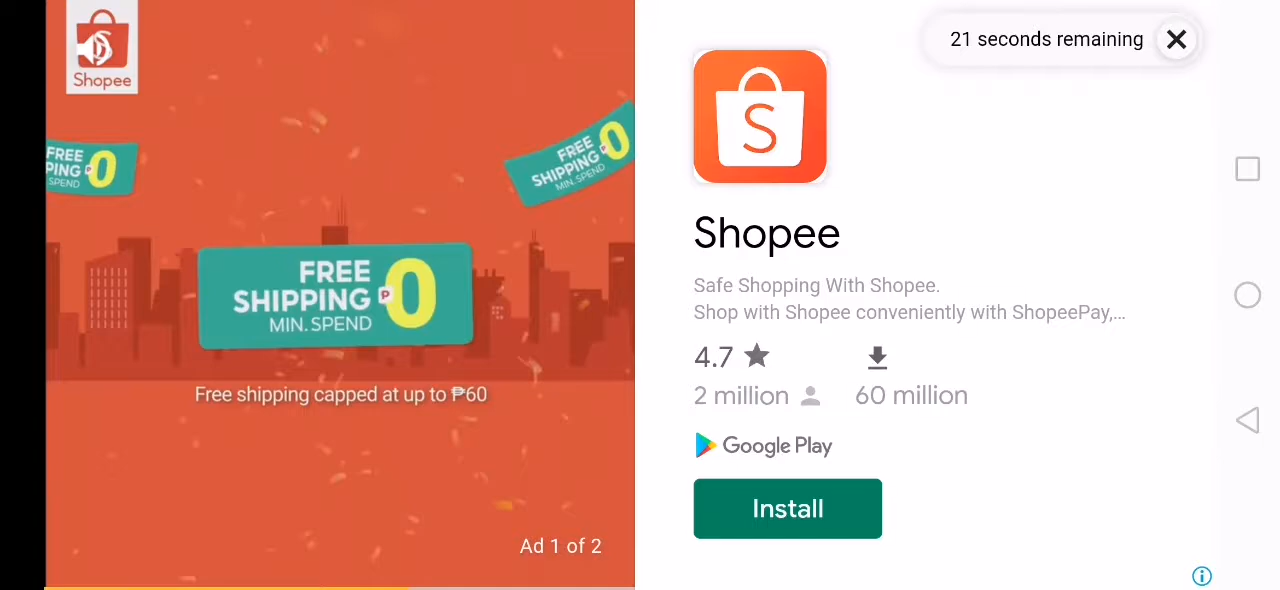 Shopee
FREE
PING ₱0
SPEND
FREE
SHIPPING ₱0
MIN. SPEND
FREE
SHIPPING ₱0
MIN. SPEND
Free shipping capped at up to ₱60
Ad 1 of 2
21 seconds remaining
S
Shopee
Safe Shopping With Shopee.
Shop with Shopee conveniently with ShopeePay,...
4.7
2 million
60 million
Google Play
Install